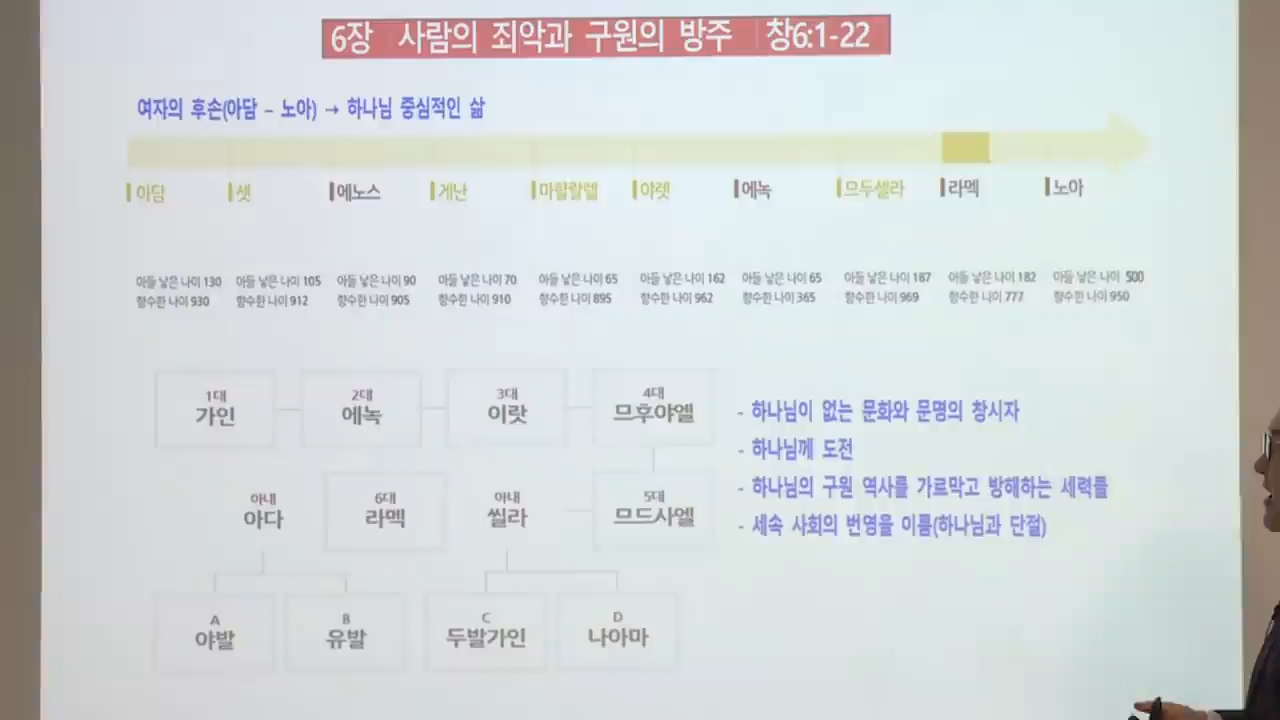 6장 사람의 죄악과 구원의 방주 창6:1-22
여자의 후손(아담 – 노아) → 하나님 중심적인 삶
아담 셋 에노스 게난 마할랄렐 야렛 에녹 므두셀라 라멕 노아
아들 낳은 나이 130 아들 낳은 나이 105 아들 낳은 나이 90 아들 낳은 나이 70 아들 낳은 나이 65 아들 낳은 나이 162 아들 낳은 나이 65 아들 낳은 나이 187 아들 낳은 나이 182 아들 낳은 나이 500
향수한 나이 930 향수한 나이 912 향수한 나이 905 향수한 나이 910 향수한 나이 895 향수한 나이 962 향수한 나이 365 향수한 나이 969 향수한 나이 777 향수한 나이 950
1대 2대 3대 4대
가인 에녹 이랏 므후야엘
아내 6대 아내 5대
아다 라멕 씰라 므드사엘
A B C D
야발 유발 두발가인 나아마
- 하나님이 없는 문화와 문명의 창시자
- 하나님께 도전
- 하나님의 구원 역사를 가로막고 방해하는 세력들
- 세속 사회의 번영을 이룸(하나님과 단절)